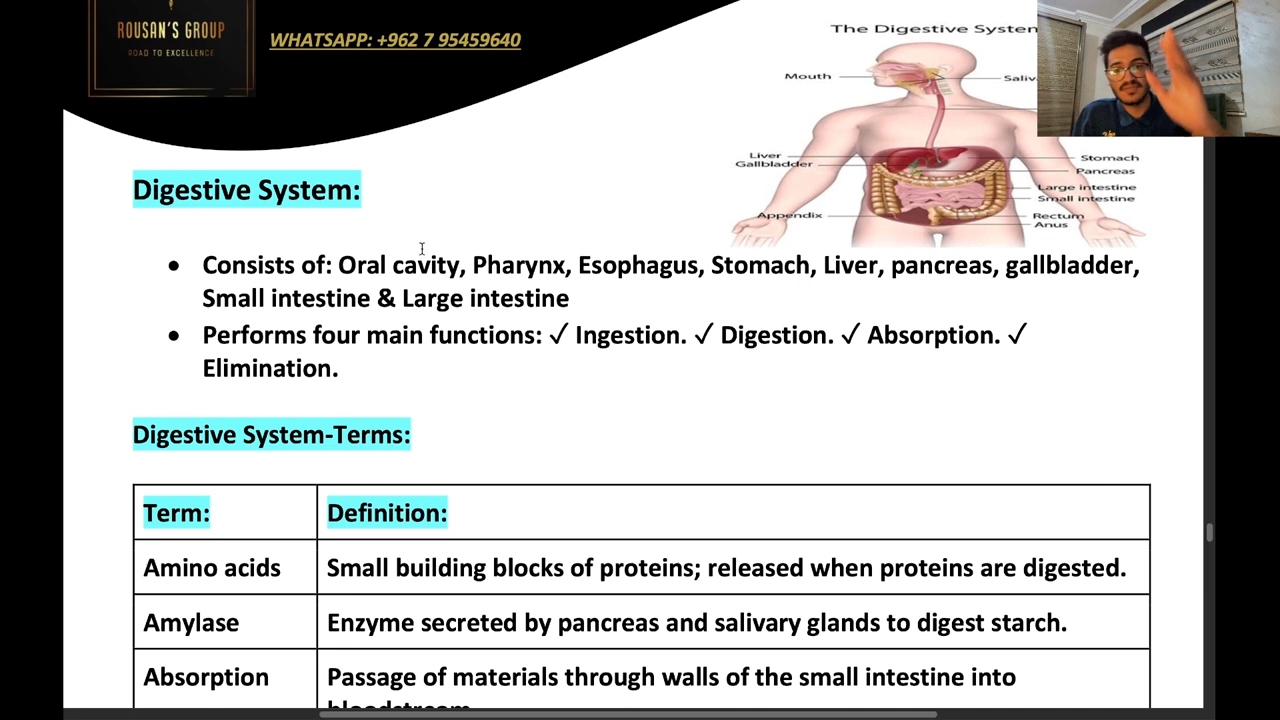 ROUSAN'S GROUP
ROAD TO EXCELLENCE
WHATSAPP: +962 7 95459640
The Digestive System
Mouth
Liver
Gallbladder
Stomach
Pancreas
Large intestine
Small intestine
Appendix
Rectum
Anus
Digestive System:
• Consists of: Oral cavity, Pharynx, Esophagus, Stomach, Liver, pancreas, gallbladder,
Small intestine & Large intestine
• Performs four main functions: ✓ Ingestion. ✓ Digestion. ✓ Absorption. ✓
Elimination.
Digestive System-Terms:
Term: Definition:
Amino acids Small building blocks of proteins; released when proteins are digested.
Amylase Enzyme secreted by pancreas and salivary glands to digest starch.
Absorption Passage of materials through walls of the small intestine into